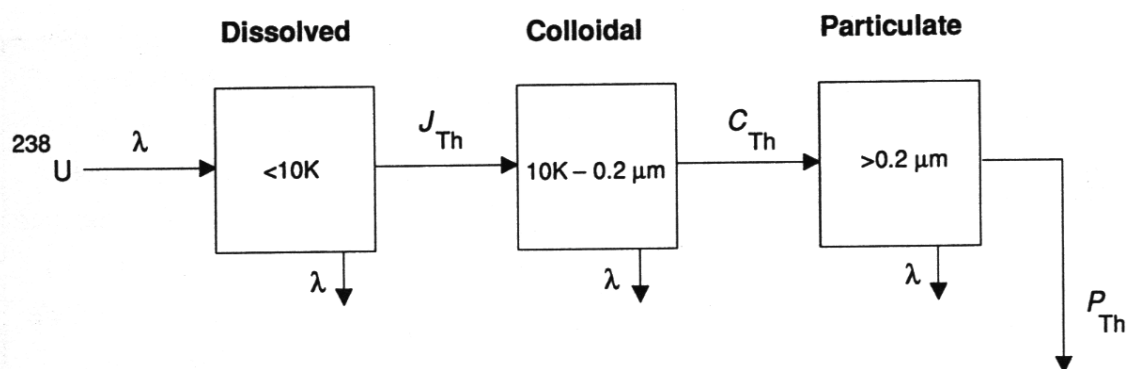 Dissolved
Colloidal
Particulate
238
U
λ
<10K
J
Th
10K – 0.2 μm
C
Th
>0.2 μm
λ
λ
λ
P
Th